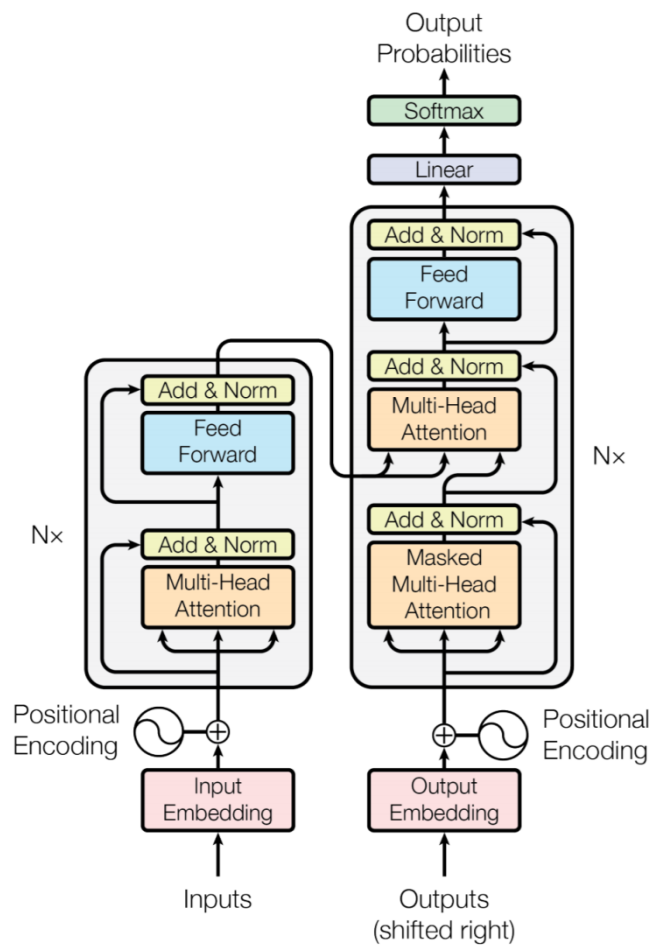 Output
Probabilities
Softmax
Linear
Add & Norm
Feed
Forward
Add & Norm
Multi-Head
Attention
Add & Norm
Masked
Multi-Head
Attention
N×
Add & Norm
Feed
Forward
Add & Norm
Multi-Head
Attention
N×
Positional
Encoding
Positional
Encoding
Input
Embedding
Output
Embedding
Inputs
Outputs
(shifted right)